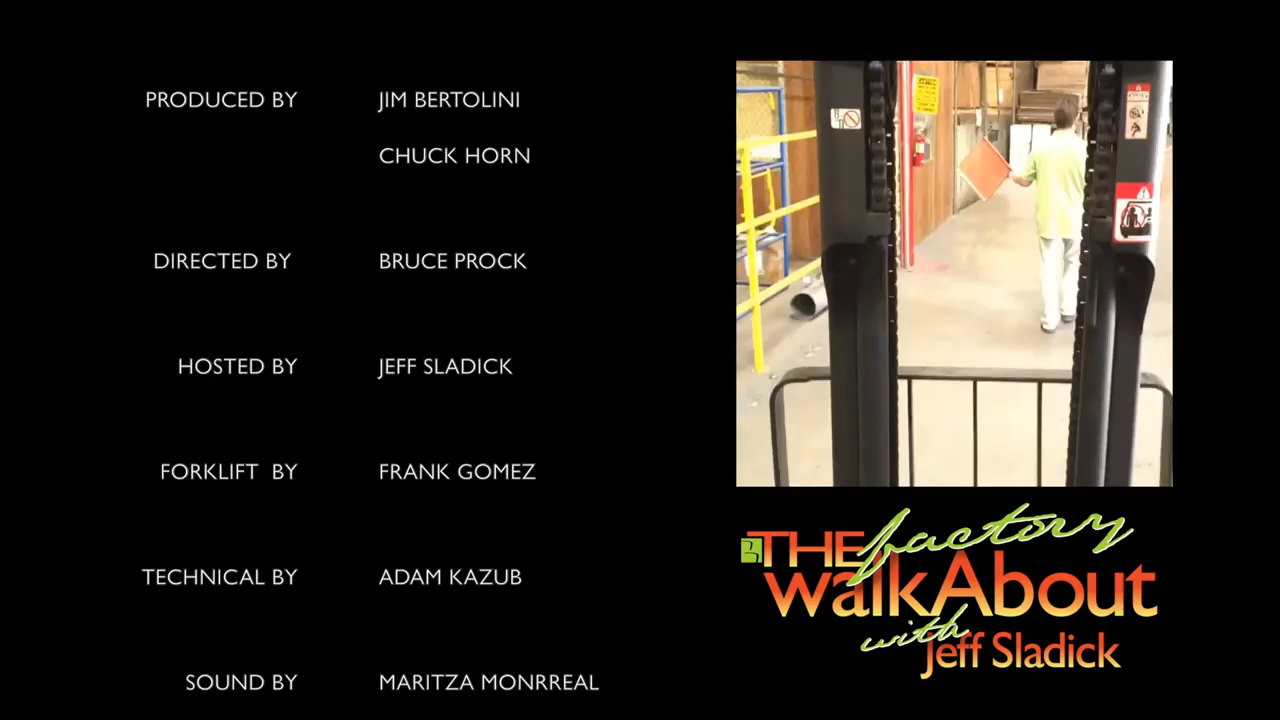 PRODUCED BY JIM BERTOLINI
CHUCK HORN
DIRECTED BY BRUCE PROCK
HOSTED BY JEFF SLADICK
FORKLIFT BY FRANK GOMEZ
TECHNICAL BY ADAM KAZUB
SOUND BY MARITZA MONRREAL
CAUTION
THE factory
walkAbout
with
Jeff Sladick